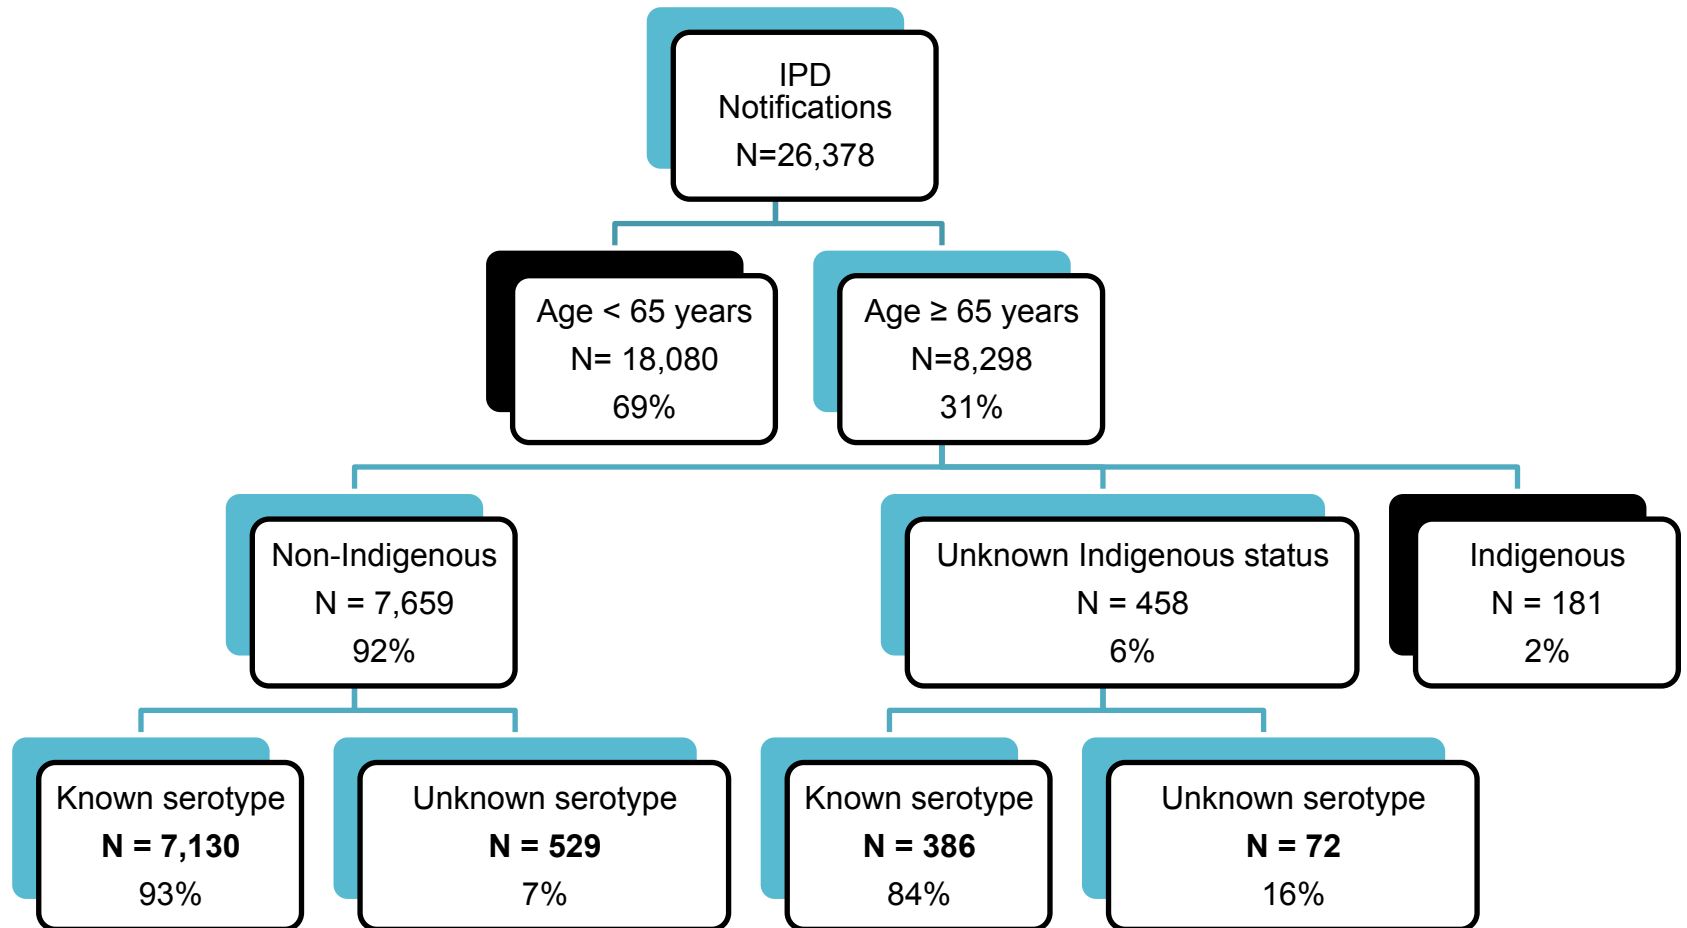 IPD
Notifications
N=26,378
Age < 65 years
N= 18,080
69%
Age ≥ 65 years
N=8,298
31%
Non-Indigenous
N = 7,659
92%
Unknown Indigenous status
N = 458
6%
Indigenous
N = 181
2%
Known serotype
N = 7,130
93%
Unknown serotype
N = 529
7%
Known serotype
N = 386
84%
Unknown serotype
N = 72
16%